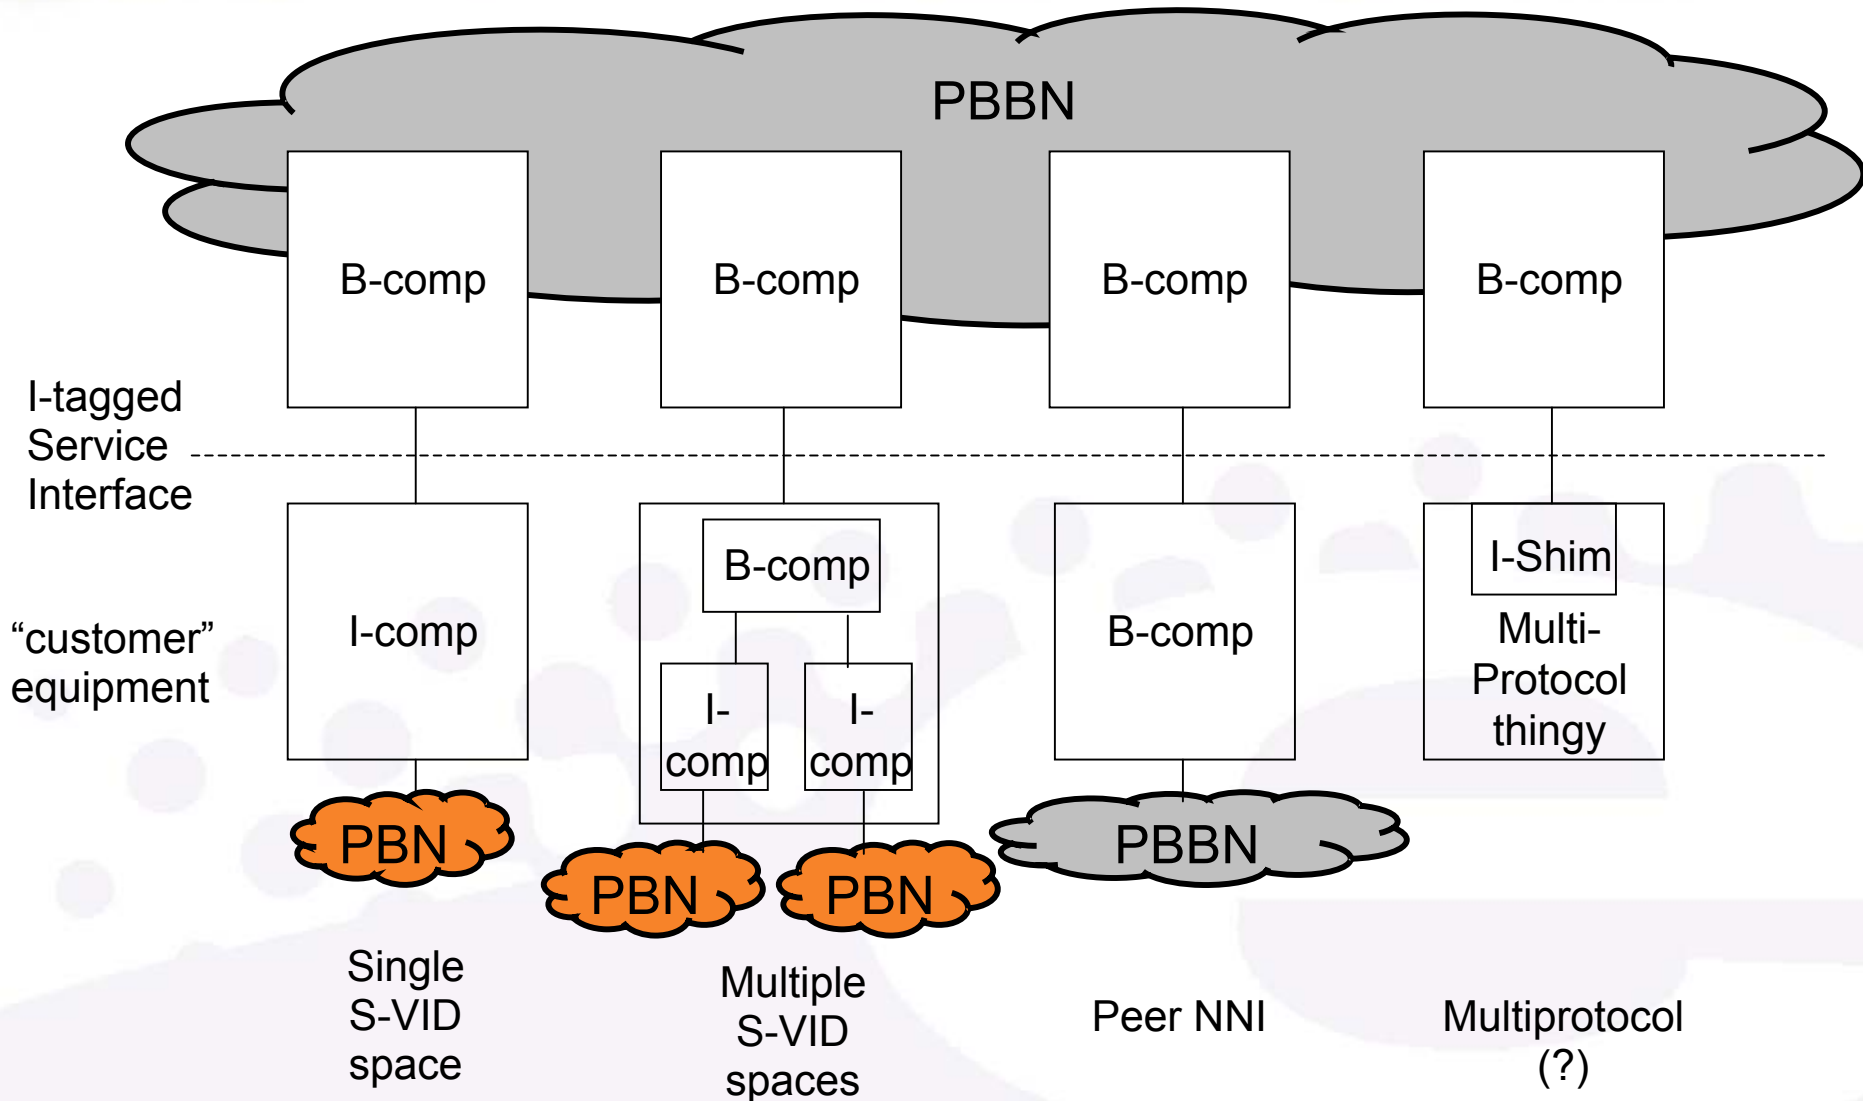 PBBN
B-comp
B-comp
B-comp
B-comp
I-tagged
Service
Interface
“customer”
equipment
I-comp
B-comp
I-
comp
I-
comp
B-comp
I-Shim
Multi-
Protocol
thingy
PBN
PBN
PBN
PBBN
Single
S-VID
space
Multiple
S-VID
spaces
Peer NNI
Multiprotocol
(?)